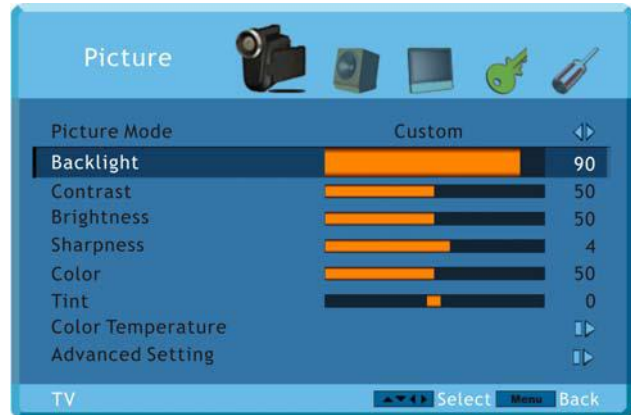 Picture
Picture Mode Custom
Backlight 90
Contrast 50
Brightness 50
Sharpness 4
Color 50
Tint 0
Color Temperature
Advanced Setting
TV Select Menu Back